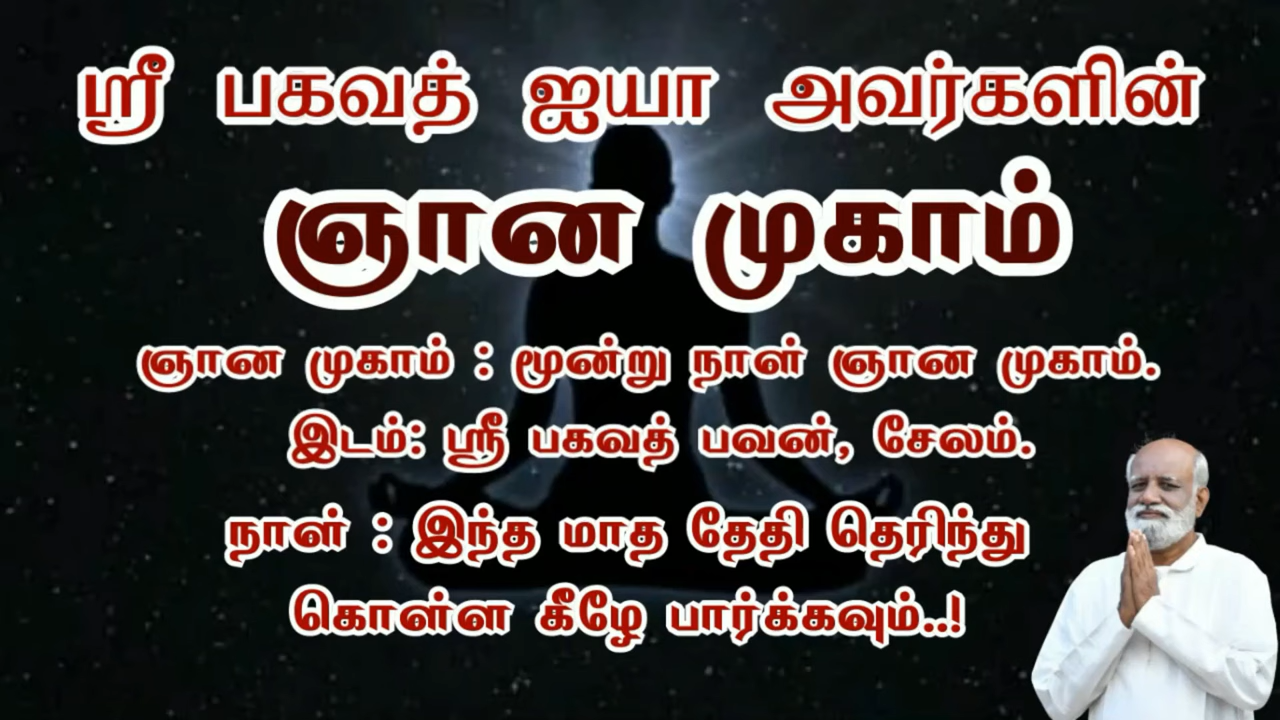 ஸ்ரீ பகவத் ஐயா அவர்களின்
ஞான முகாம்
ஞான முகாம் : மூன்று நாள் ஞான முகாம்.
இடம்: ஸ்ரீ பகவத் பவன், சேலம்.
நாள் : இந்த மாத தேதி தெரிந்து
கொள்ள கீழே பார்க்கவும்..!